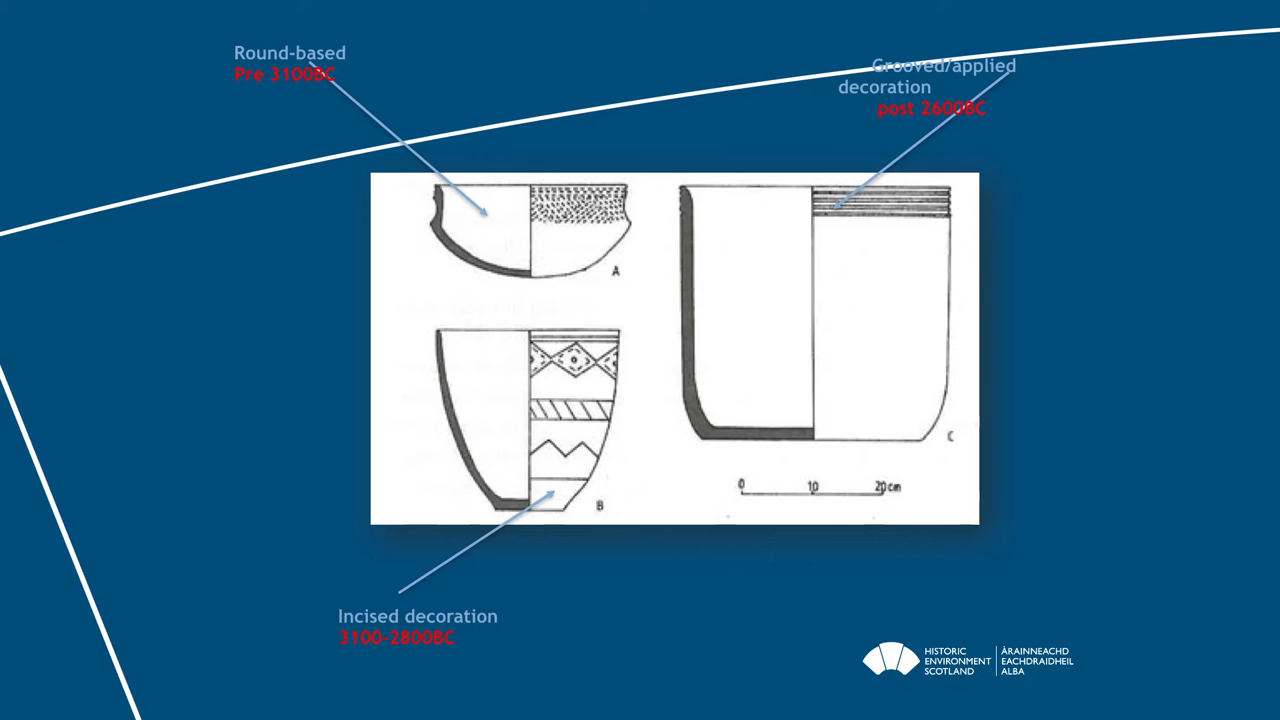 Round-based
Pre 3100BC
Grooved/applied
decoration
post 2600BC
A
B
C
0 10 20cm
Incised decoration
3100-2800BC
HISTORIC
ENVIRONMENT
SCOTLAND
ÀRAINNEACHD
EACHDRAIDHEIL
ALBA